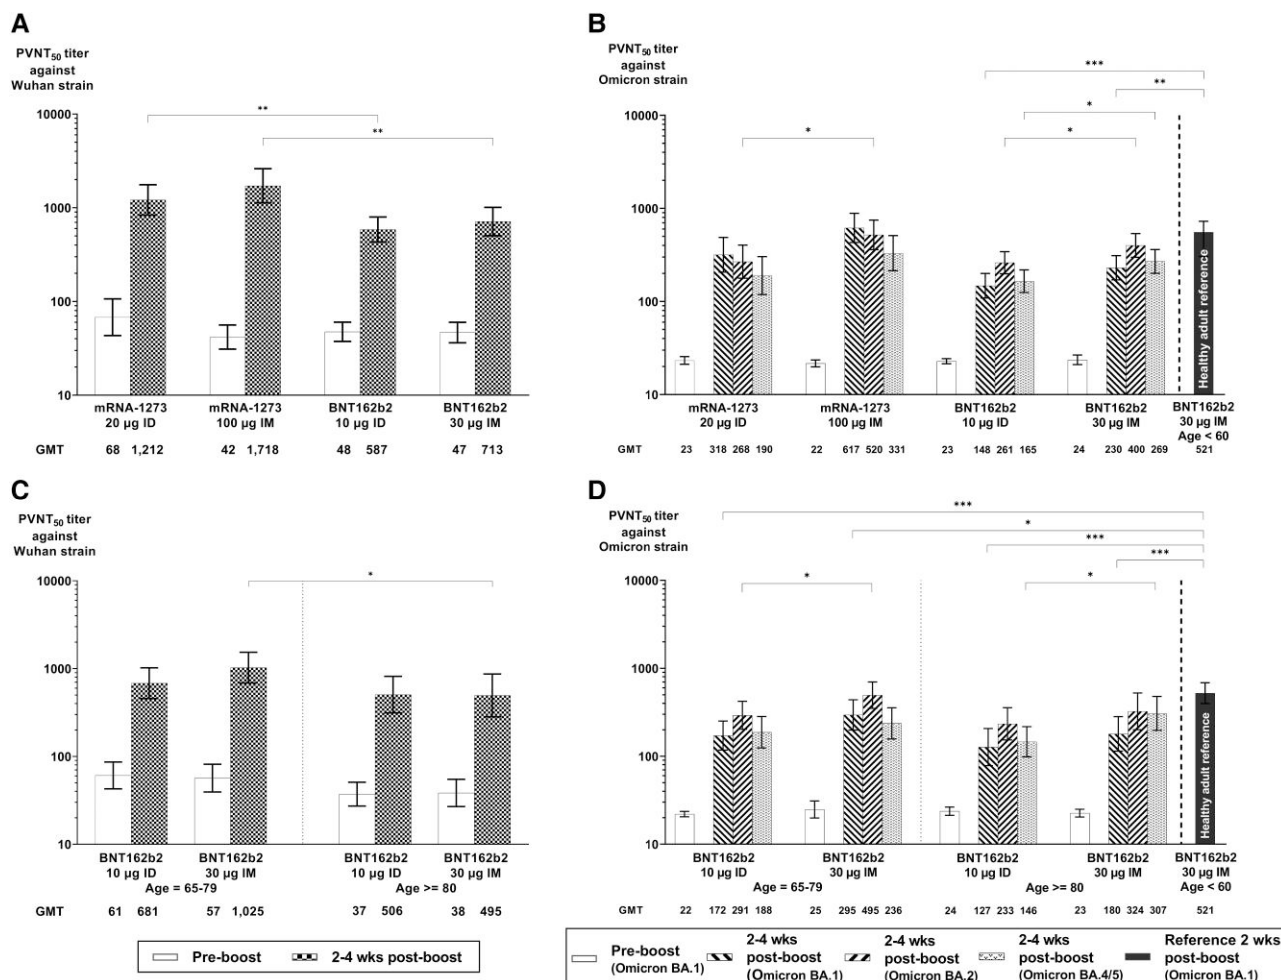 A
PVNT50 titer
against
Wuhan strain
**
**
10000
1000
100
10
mRNA-1273
20 µg ID
mRNA-1273
100 µg IM
BNT162b2
10 µg ID
BNT162b2
30 µg IM
GMT 68 1,212 42 1,718 48 587 47 713
B
PVNT50 titer
against
Omicron strain
***
**
*
*
*
10000
1000
100
10
Healthy adult reference
mRNA-1273
20 µg ID
mRNA-1273
100 µg IM
BNT162b2
10 µg ID
BNT162b2
30 µg IM
BNT162b2
30 µg IM
Age < 60
GMT 23 318 268 190 22 617 520 331 23 148 261 165 24 230 400 269 521
C
PVNT50 titer
against
Wuhan strain
*
10000
1000
100
10
BNT162b2
10 µg ID
BNT162b2
30 µg IM
Age = 65-79
BNT162b2
10 µg ID
BNT162b2
30 µg IM
Age >= 80
GMT 61 681 57 1,025 37 506 38 495
Pre-boost 2-4 wks post-boost
D
PVNT50 titer
against
Omicron strain
***
*
***
***
*
*
10000
1000
100
10
Healthy adult reference
BNT162b2
10 µg ID
BNT162b2
30 µg IM
Age = 65-79
BNT162b2
10 µg ID
BNT162b2
30 µg IM
Age >= 80
BNT162b2
30 µg IM
Age < 60
GMT 22 172 291 188 25 295 495 236 24 127 233 146 23 180 324 307 521
Pre-boost
(Omicron BA.1)
2-4 wks
post-boost
(Omicron BA.1)
2-4 wks
post-boost
(Omicron BA.2)
2-4 wks
post-boost
(Omicron BA.4/5)
Reference 2 wks
post-boost
(Omicron BA.1)